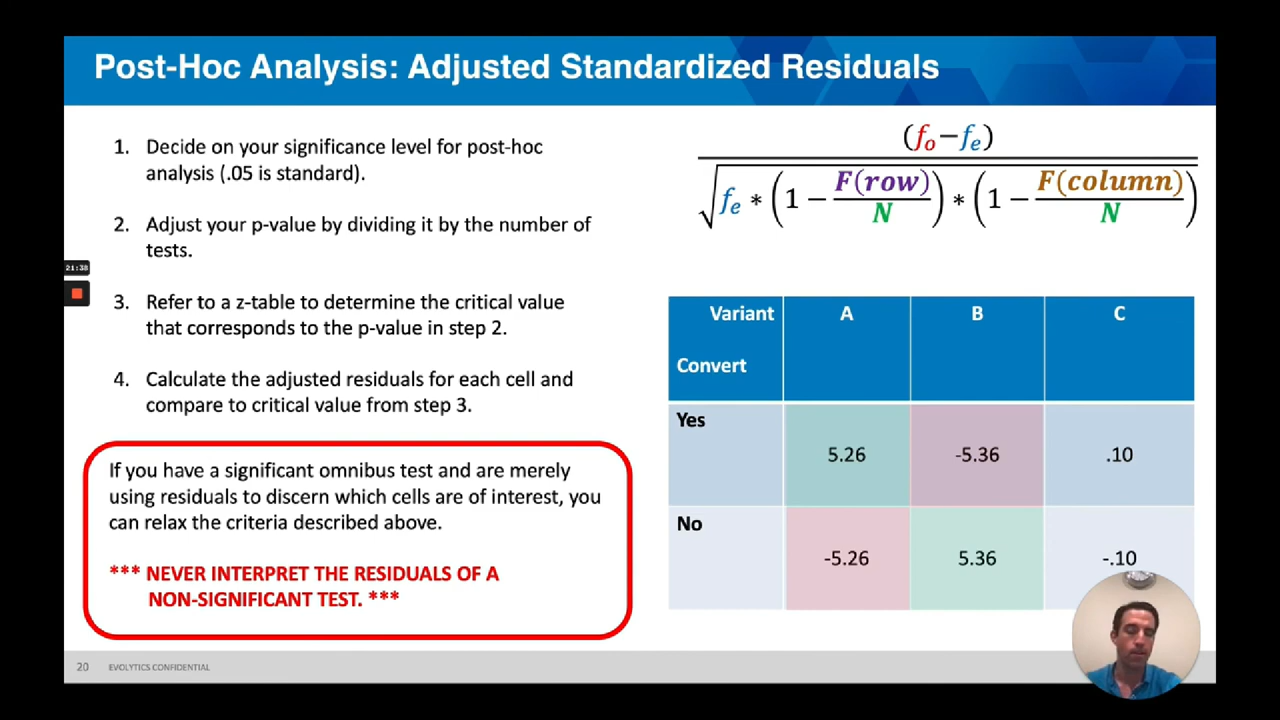 Post-Hoc Analysis: Adjusted Standardized Residuals
1. Decide on your significance level for post-hoc
analysis (.05 is standard).
2. Adjust your p-value by dividing it by the number of
tests.
3. Refer to a z-table to determine the critical value
that corresponds to the p-value in step 2.
4. Calculate the adjusted residuals for each cell and
compare to critical value from step 3.
If you have a significant omnibus test and are merely
using residuals to discern which cells are of interest, you
can relax the criteria described above.
*** NEVER INTERPRET THE RESIDUALS OF A
NON-SIGNIFICANT TEST. ***
21:38
(fₒ−fₑ)
√fₑ * (1 − F(row)/N) * (1 − F(column)/N)
Variant A B C
Convert
Yes 5.26 -5.36 .10
No -5.26 5.36 -.10
20 EVOLYTICS CONFIDENTIAL